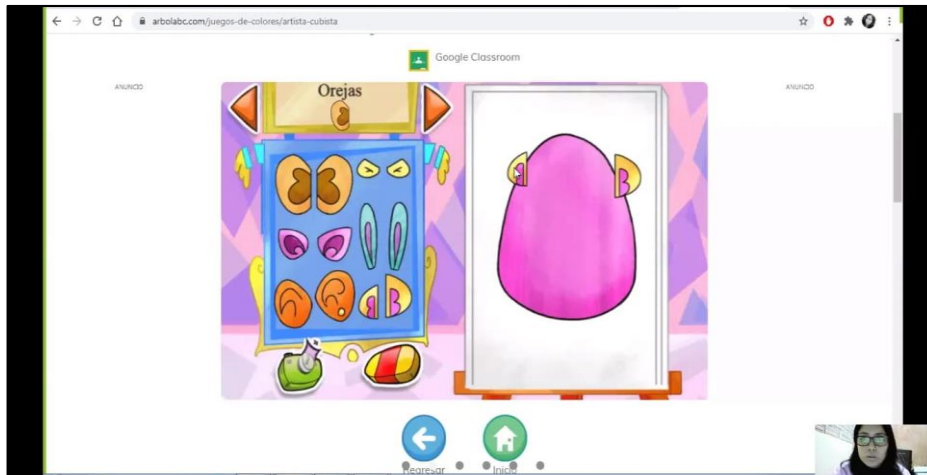 arbolabc.com/juegos-de-colores/artista-cubista
Google Classroom
ANUNCIO
ANUNCIO
Orejas
Regresar
Inicio